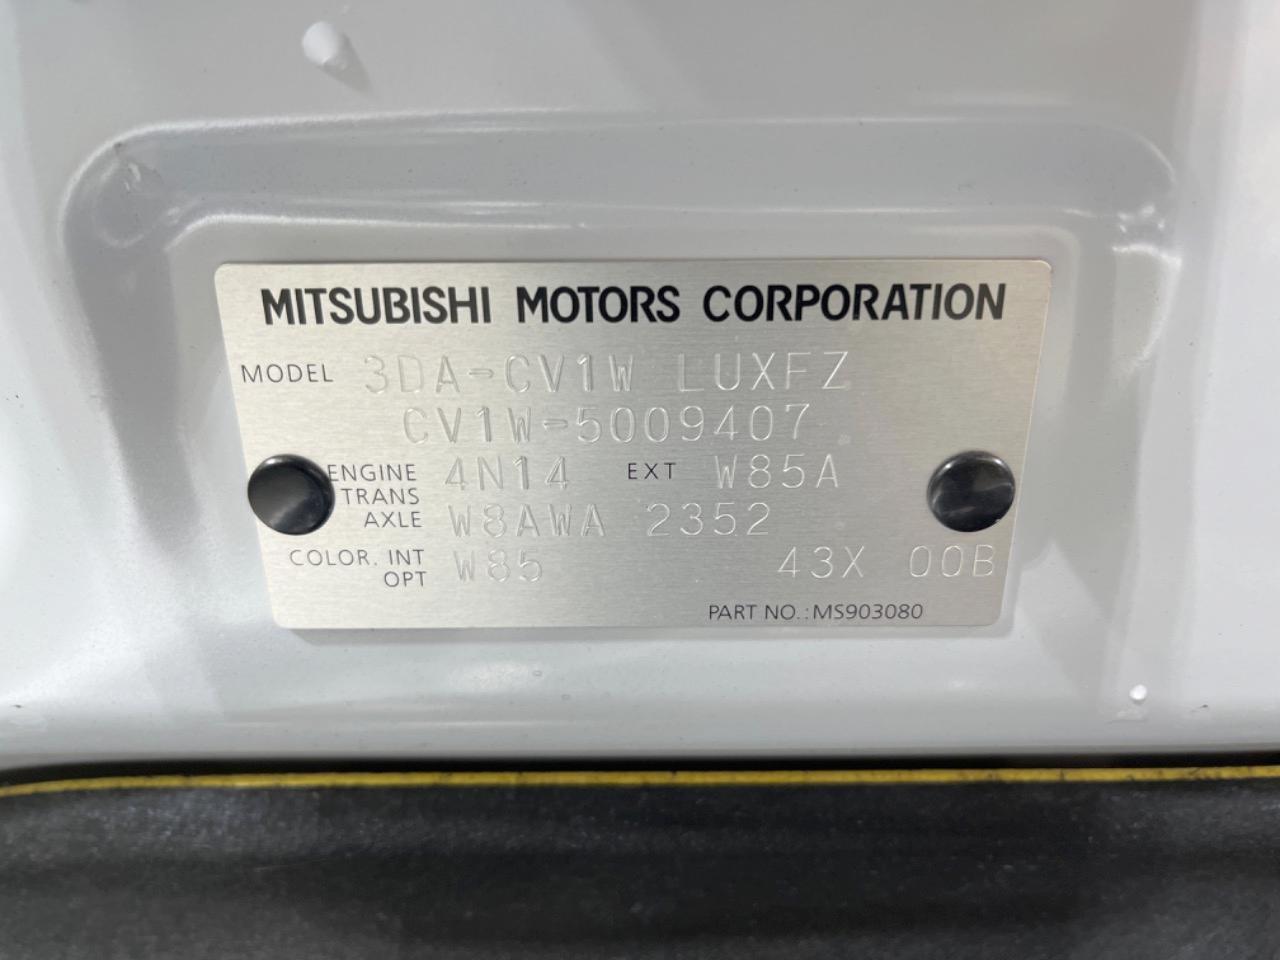 MITSUBISHI MOTORS CORPORATION
MODEL 3DA-CV1W LUXFZ
CV1W-5009407
ENGINE 4N14 EXT W85A
TRANS
AXLE W8AWA 2352
COLOR. INT W85 43X 00B
OPT
PART NO.:MS903080